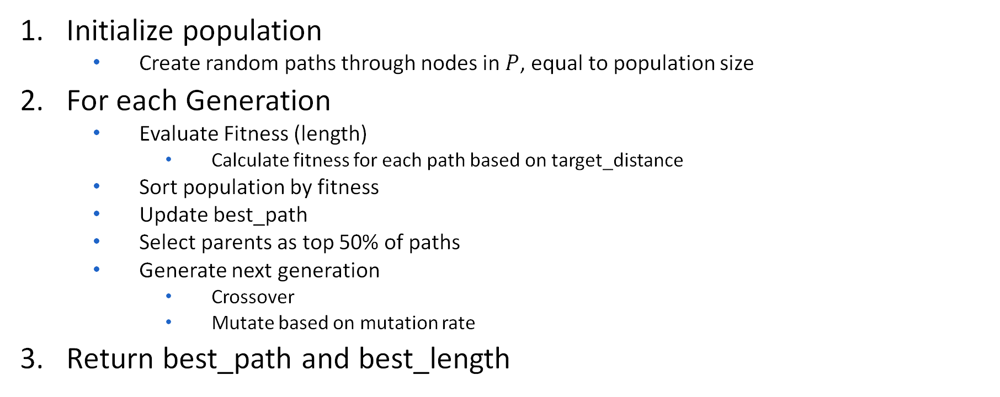 1. Initialize population
• Create random paths through nodes in P, equal to population size
2. For each Generation
• Evaluate Fitness (length)
• Calculate fitness for each path based on target_distance
• Sort population by fitness
• Update best_path
• Select parents as top 50% of paths
• Generate next generation
• Crossover
• Mutate based on mutation rate
3. Return best_path and best_length